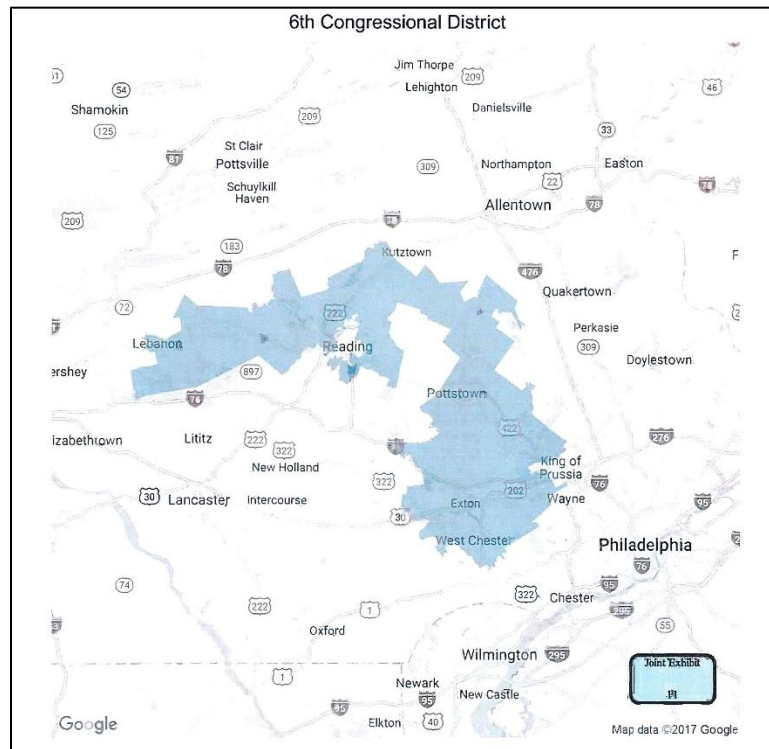 6th Congressional District
Jim Thorpe
209
Lehighton
54
Shamokin
Danielsville
46
125
209
33
St Clair
81
Pottsville
309
Northampton
Easton
22
Schuylkill
Haven
78
Allentown
78
209
183
Kutztown
78
476
72
222
Quakertown
Lebanon
Reading
Perkasie
309
Doylestown
ershey
897
76
Pottstown
422
izabethtown
Lititz
222
322
276
New Holland
King of
Prussia
322
202
76
30
Lancaster
Intercourse
Exton
Wayne
95
30
West Chester
Philadelphia
76
74
322
Chester
95
222
1
55
Oxford
Wilmington
295
1
Joint Exhibit
Newark
95
New Castle
Elkton
40
Google
Map data ©2017 Google